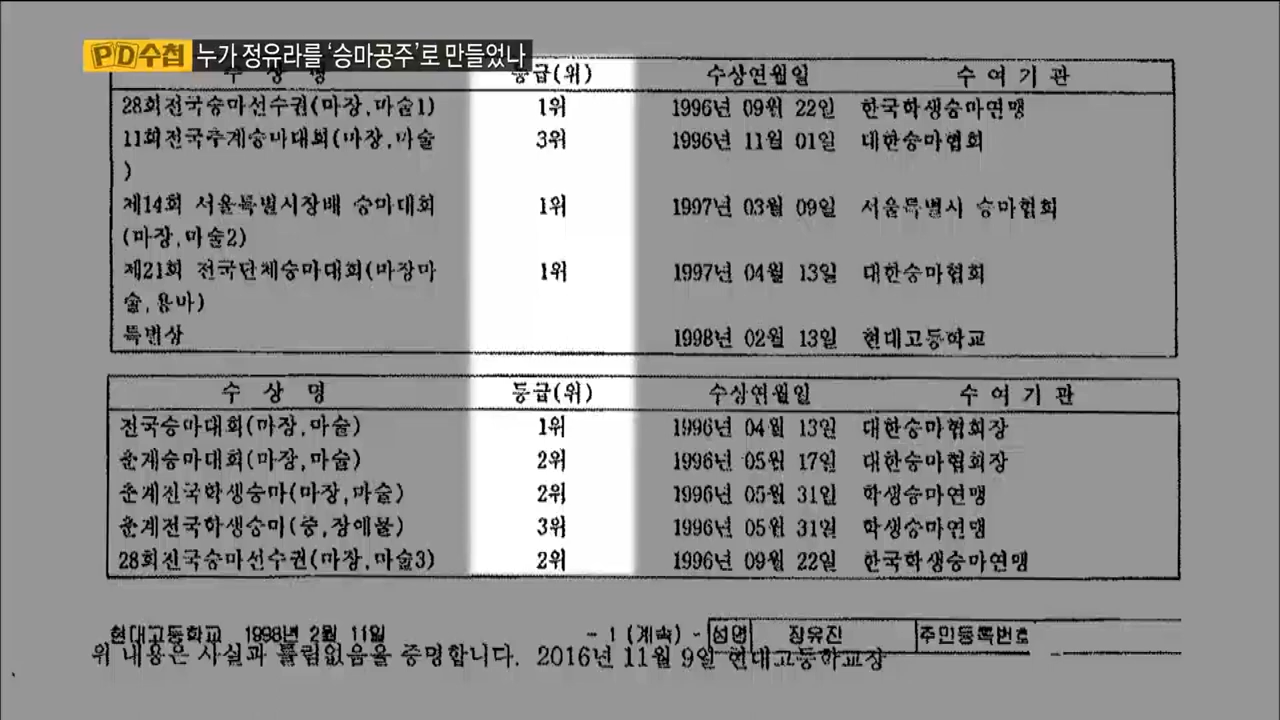 PD수첩 누가 정유라를 '승마공주'로 만들었나
수 상 명 등급(위) 수상연월일 수 여 기 관
28회전국승마선수권(마장,마술1) 1위 1996년 09월 22일 한국학생승마연맹
11회전국추계승마대회(마장,마술 3위 1996년 11월 01일 대한승마협회
)
제14회 서울특별시장배 승마대회 1위 1997년 03월 09일 서울특별시 승마협회
(마장,마술2)
제21회 전국단체승마대회(마장마 1위 1997년 04월 13일 대한승마협회
술,용마)
특별상 1998년 02월 13일 현대고등학교
수 상 명 등급(위) 수상연월일 수 여 기 관
전국승마대회(마장,마술) 1위 1996년 04월 13일 대한승마협회장
춘계승마대회(마장,마술) 2위 1996년 05월 17일 대한승마협회장
춘계전국학생승마(마장,마술) 2위 1996년 05월 31일 학생승마연맹
춘계전국학생승마(중,장애물) 3위 1996년 05월 31일 학생승마연맹
28회전국승마선수권(마장,마술3) 2위 1996년 09월 22일 한국학생승마연맹
현대고등학교 1998년 2월 11일 - 1 (계속) - 성명 장유진 주민등록번호
위 내용은 사실과 틀림없음을 증명합니다. 2016년 11월 9일 현대고등학교장